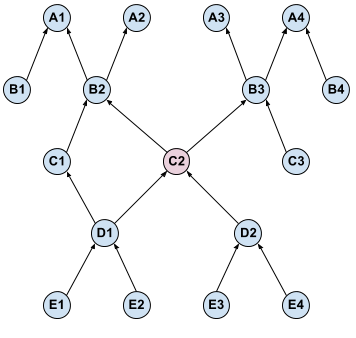 A1 A2 A3 A4
B1 B2 B3 B4
C1 C2 C3
D1 D2
E1 E2 E3 E4